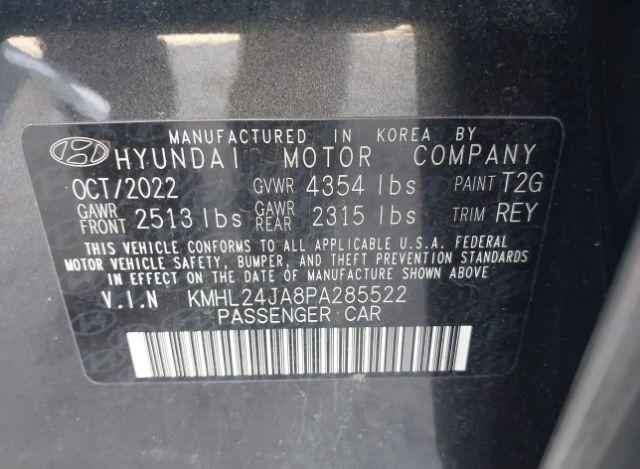 MANUFACTURED IN KOREA BY
HYUNDAI MOTOR COMPANY
OCT/2022 GVWR 4354 lbs PAINT T2G
GAWR FRONT 2513 lbs GAWR REAR 2315 lbs TRIM REY
THIS VEHICLE CONFORMS TO ALL APPLICABLE U.S.A. FEDERAL
MOTOR VEHICLE SAFETY, BUMPER, AND THEFT PREVENTION STANDARDS
IN EFFECT ON THE DATE OF MANUFACTURE SHOWN ABOVE
V.I.N KMHL24JA8PA285522
PASSENGER CAR